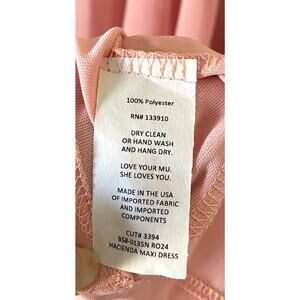 100% Polyester
RN# 133910
DRY CLEAN
OR HAND WASH
AND HANG DRY.
LOVE YOUR MU.
SHE LOVES YOU.
MADE IN THE USA
OF IMPORTED FABRIC
AND IMPORTED
COMPONENTS
CUT# 3394
BS8-0135N RO24
HACIENDA MAXI DRESS